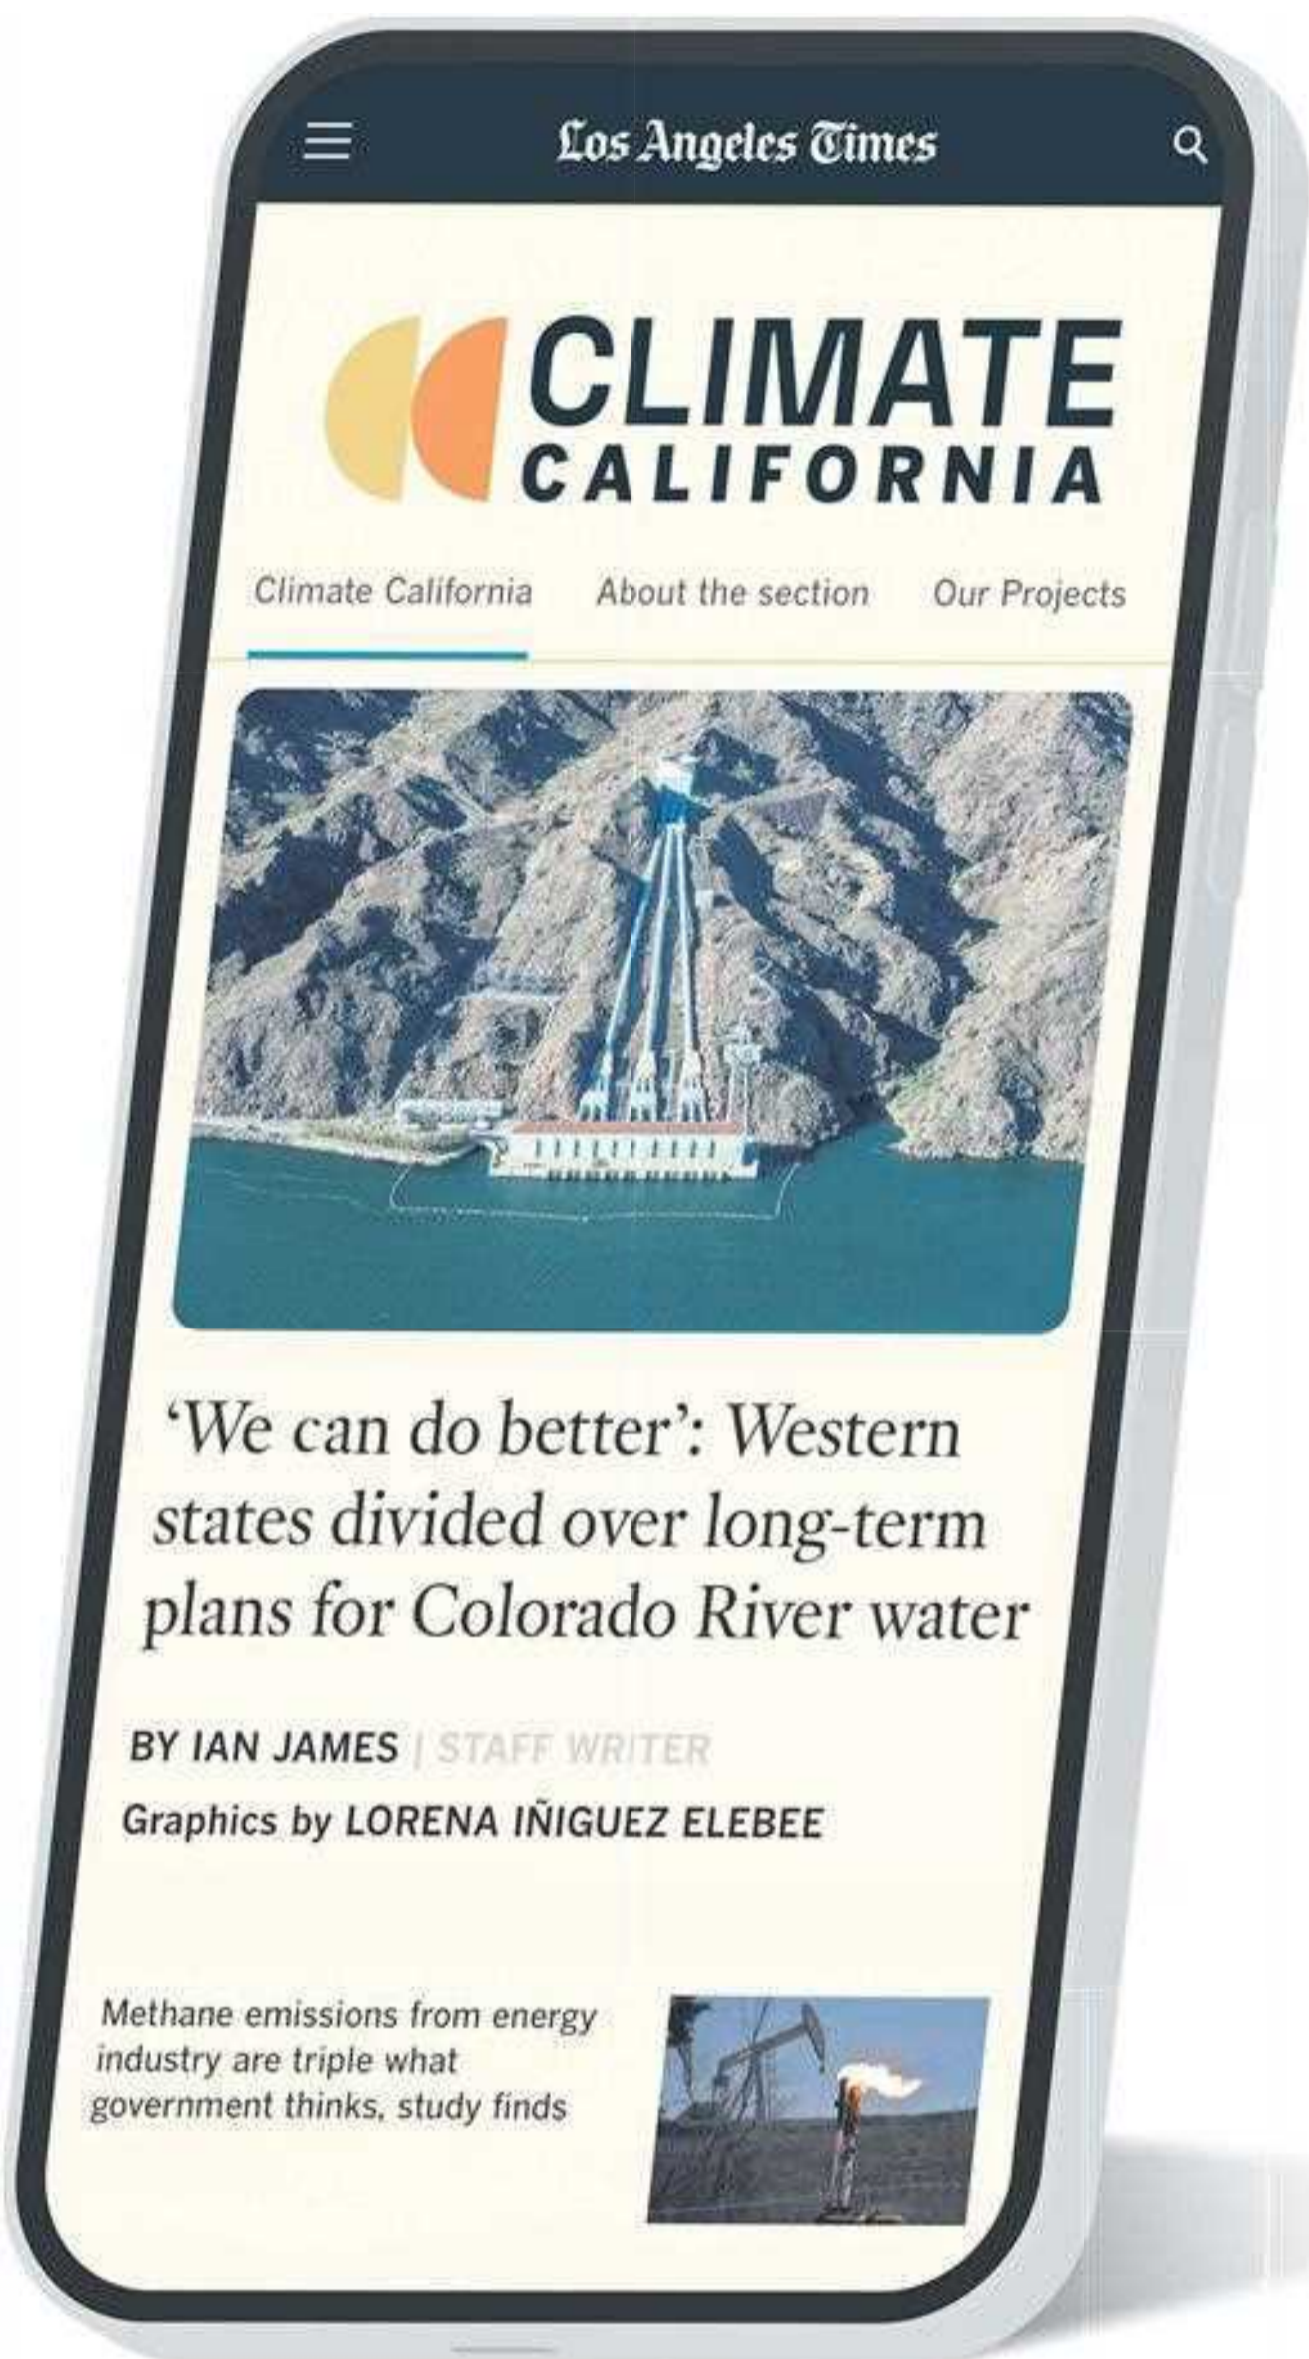 Los Angeles Times
CLIMATE
CALIFORNIA
Climate California About the section Our Projects
‘We can do better’: Western
states divided over long-term
plans for Colorado River water
BY IAN JAMES | STAFF WRITER
Graphics by LORENA IÑIGUEZ ELEBEE
Methane emissions from energy
industry are triple what
government thinks, study finds